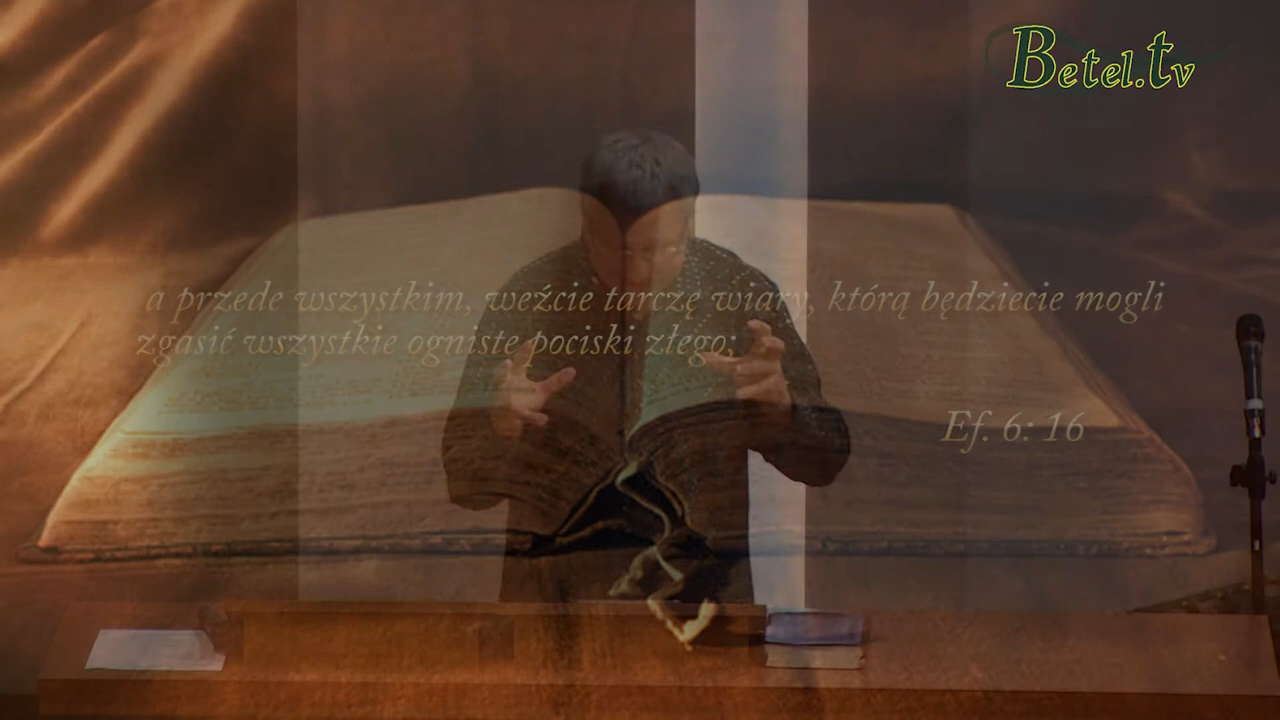 Betel.tv
a przede wszystkim, weźcie tarczę wiary, którą będziecie mogli
zgasić wszystkie ogniste pociski złego;
Ef. 6: 16